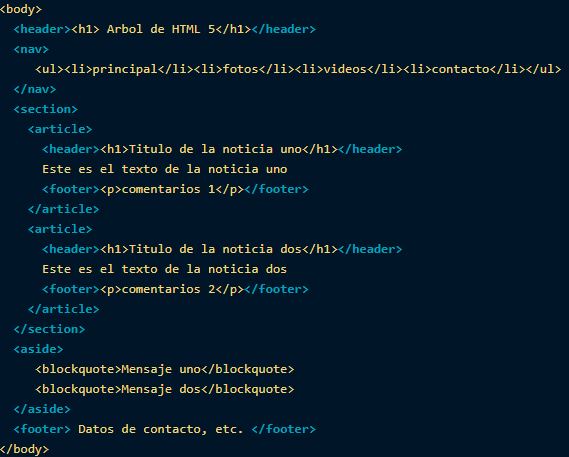 <body>
<header><h1> Arbol de HTML 5</h1></header>
<nav>
<ul><li>principal</li><li>fotos</li><li>videos</li><li>contacto</li></ul>
</nav>
<section>
<article>
<header><h1>Titulo de la noticia uno</h1></header>
Este es el texto de la noticia uno
<footer><p>comentarios 1</p></footer>
</article>
<article>
<header><h1>Titulo de la noticia dos</h1></header>
Este es el texto de la noticia dos
<footer><p>comentarios 2</p></footer>
</article>
</section>
<aside>
<blockquote>Mensaje uno</blockquote>
<blockquote>Mensaje dos</blockquote>
</aside>
<footer> Datos de contacto, etc. </footer>
</body>